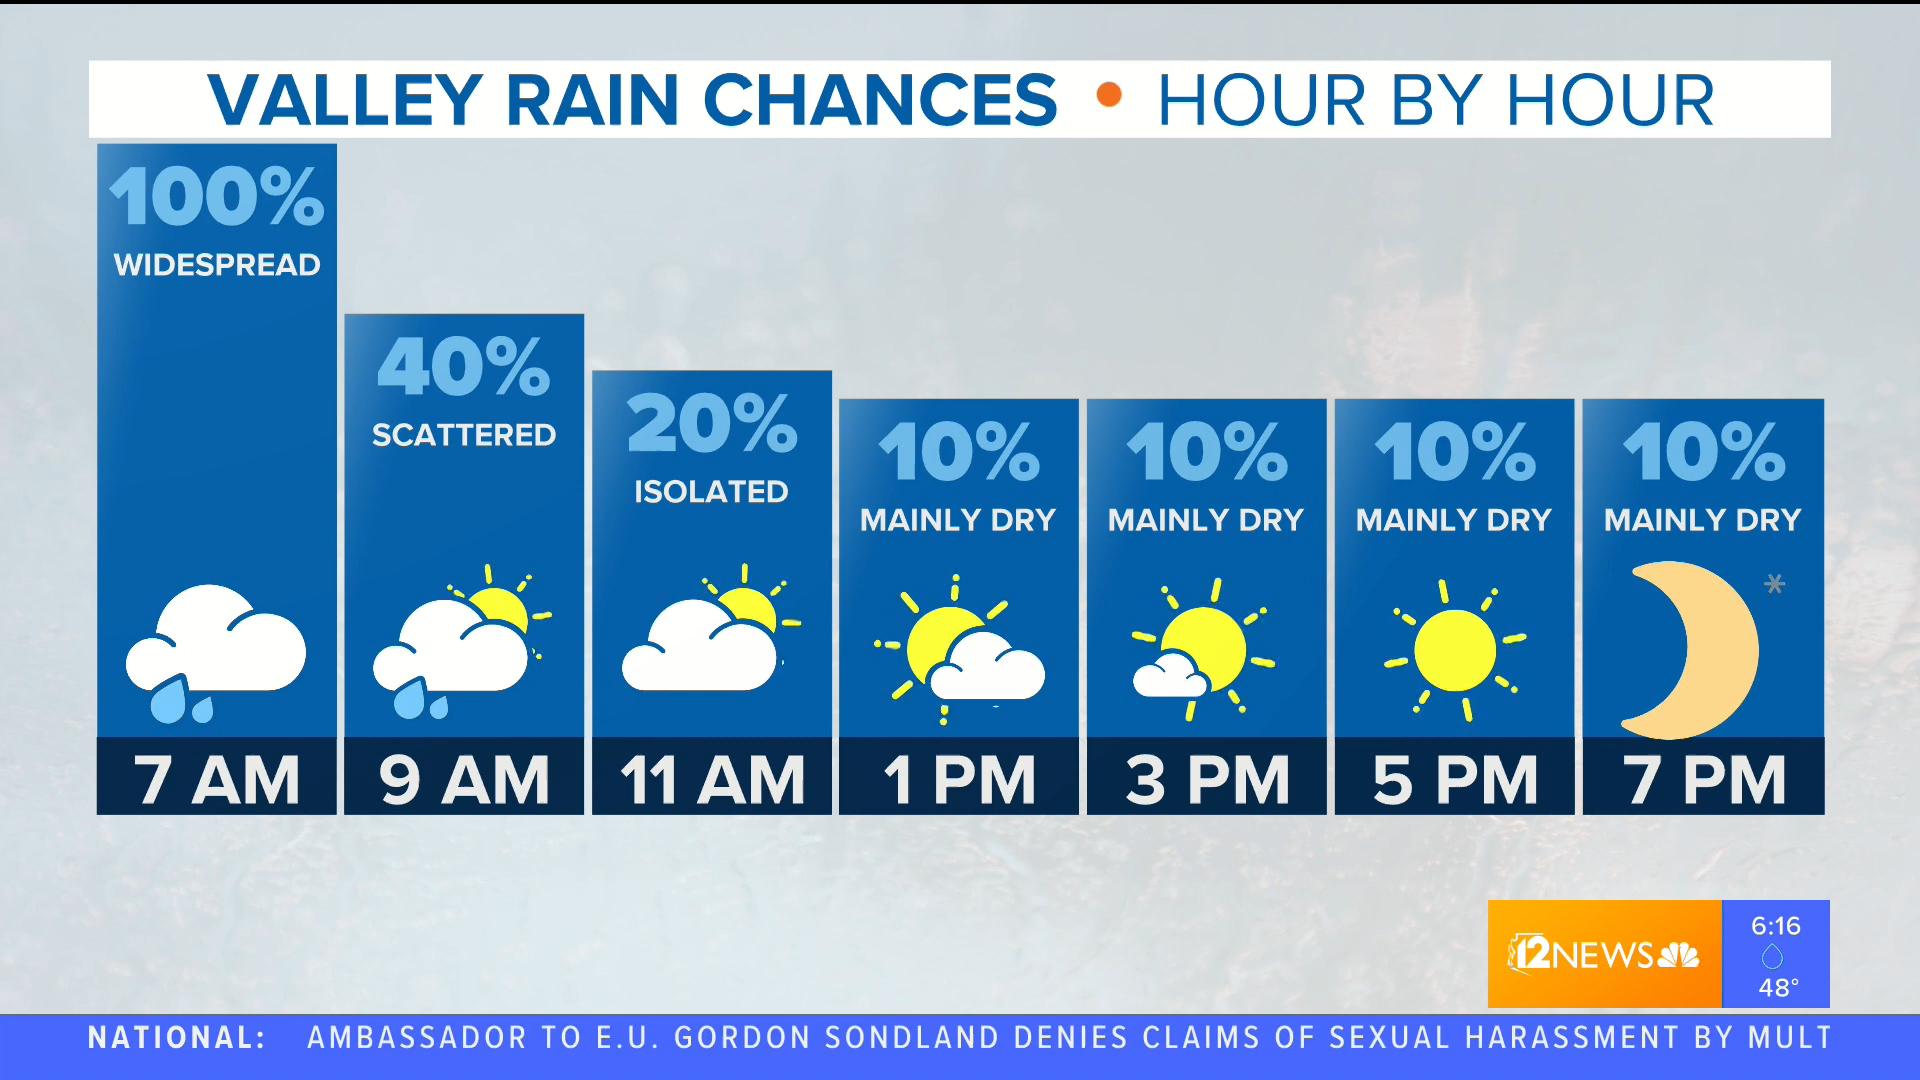 VALLEY RAIN CHANCES • HOUR BY HOUR
100%
WIDESPREAD
7 AM
40%
SCATTERED
9 AM
20%
ISOLATED
11 AM
10%
MAINLY DRY
1 PM
10%
MAINLY DRY
3 PM
10%
MAINLY DRY
5 PM
10%
MAINLY DRY
7 PM
12NEWS
6:16
48°
NATIONAL: AMBASSADOR TO E.U. GORDON SONDLAND DENIES CLAIMS OF SEXUAL HARASSMENT BY MULT